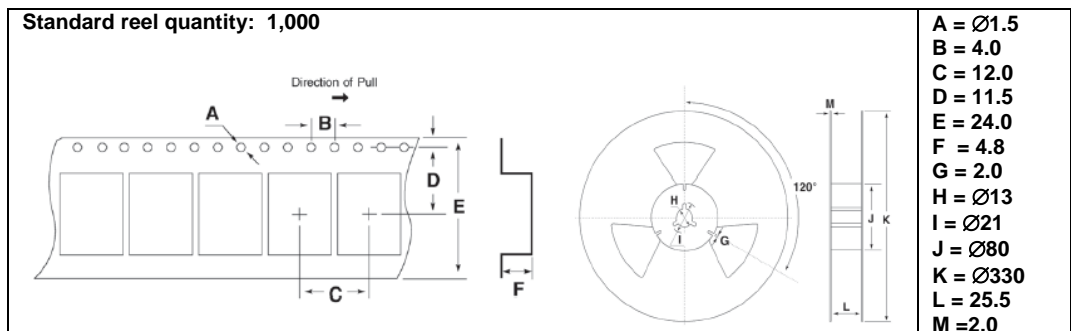 Standard reel quantity: 1,000
Direction of Pull
A
B
D
E
C
F
M
120°
H
G
I
J
K
L
A = ∅1.5
B = 4.0
C = 12.0
D = 11.5
E = 24.0
F = 4.8
G = 2.0
H = ∅13
I = ∅21
J = ∅80
K = ∅330
L = 25.5
M =2.0